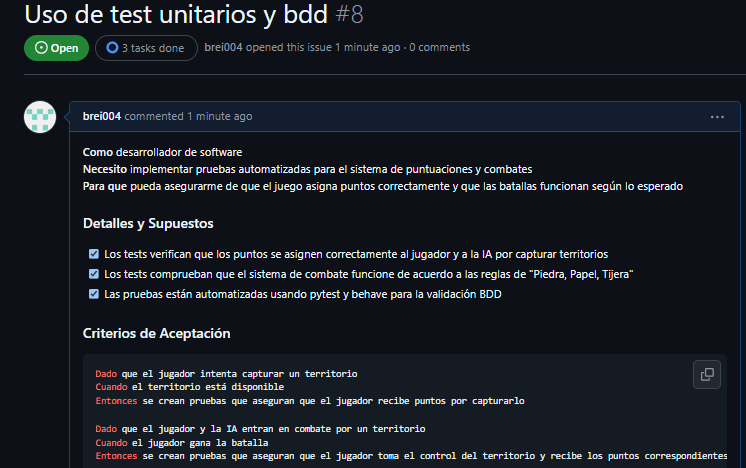 Uso de test unitarios y bdd #8
Open 3 tasks done brei004 opened this issue 1 minute ago · 0 comments
brei004 commented 1 minute ago
Como desarrollador de software
Necesito implementar pruebas automatizadas para el sistema de puntuaciones y combates
Para que pueda asegurarme de que el juego asigna puntos correctamente y que las batallas funcionan según lo esperado
Detalles y Supuestos
Los tests verifican que los puntos se asignen correctamente al jugador y a la IA por capturar territorios
Los tests comprueban que el sistema de combate funcione de acuerdo a las reglas de "Piedra, Papel, Tijera"
Las pruebas están automatizadas usando pytest y behave para la validación BDD
Criterios de Aceptación
Dado que el jugador intenta capturar un territorio
Cuando el territorio está disponible
Entonces se crean pruebas que aseguran que el jugador recibe puntos por capturarlo
Dado que el jugador y la IA entran en combate por un territorio
Cuando el jugador gana la batalla
Entonces se crean pruebas que aseguran que el jugador toma el control del territorio y recibe los puntos correspondientes